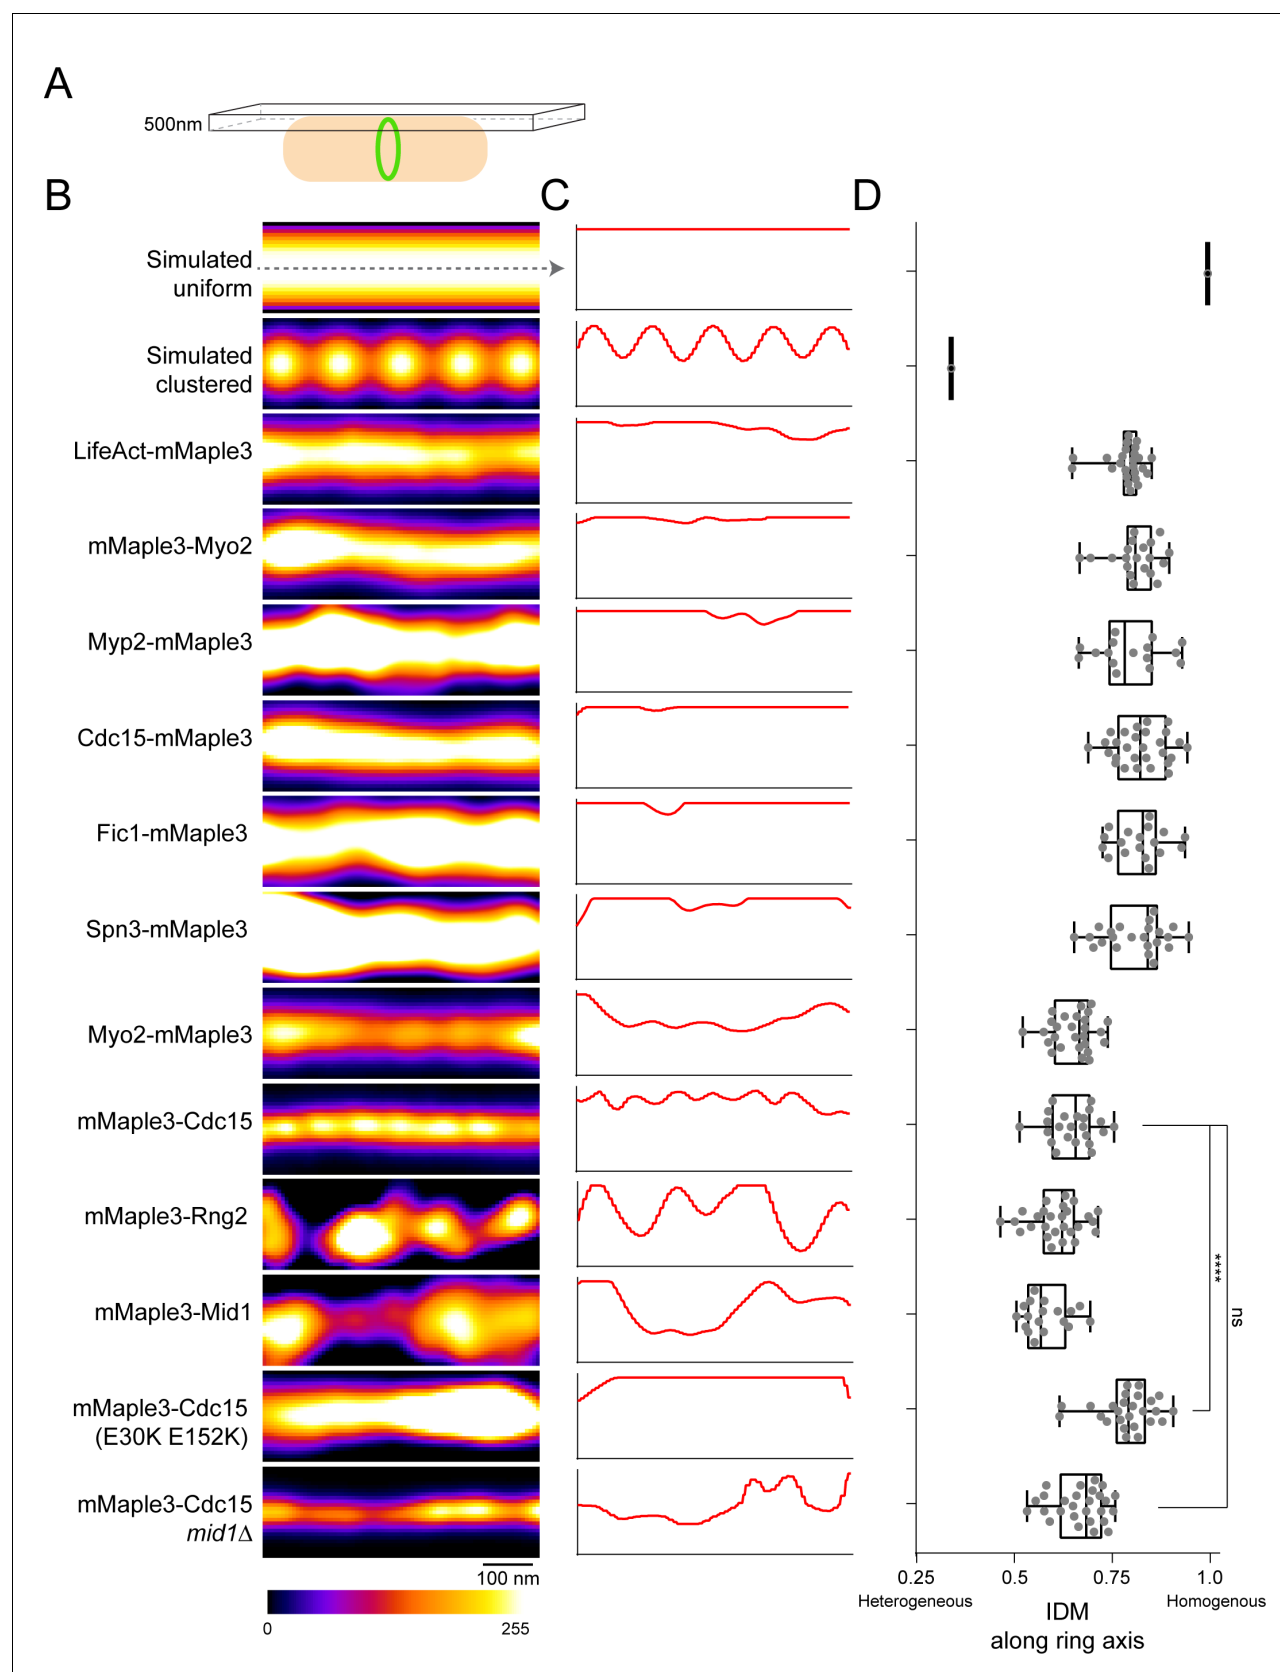 A
500nm
B
C
D
Simulated
uniform
Simulated
clustered
LifeAct-mMaple3
mMaple3-Myo2
Myp2-mMaple3
Cdc15-mMaple3
Fic1-mMaple3
Spn3-mMaple3
Myo2-mMaple3
mMaple3-Cdc15
mMaple3-Rng2
mMaple3-Mid1
mMaple3-Cdc15
(E30K E152K)
mMaple3-Cdc15
mid1Δ
****
ns
100 nm
0
255
0.25
0.5
0.75
1.0
Heterogeneous
Homogenous
IDM
along ring axis